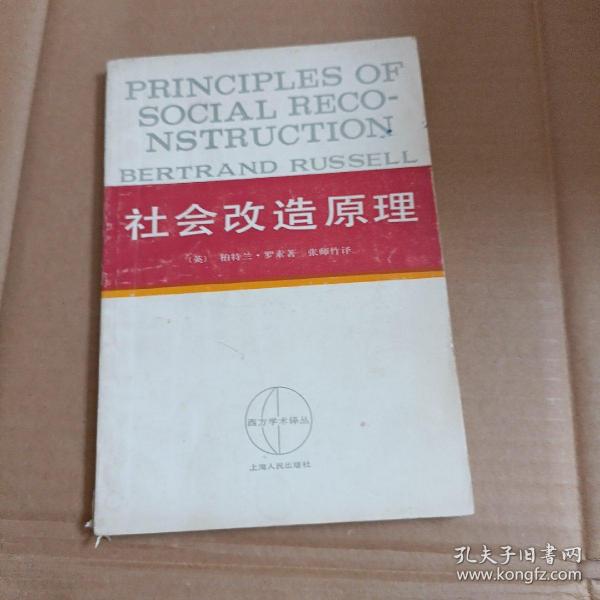 PRINCIPLES OF
SOCIAL RECO-
NSTRUCTION
BERTRAND RUSSELL
社会改造原理
〔英〕 柏特兰·罗素著 张师竹译
西方学术译丛
上海人民出版社
孔夫子旧书网
www.kongfz.com